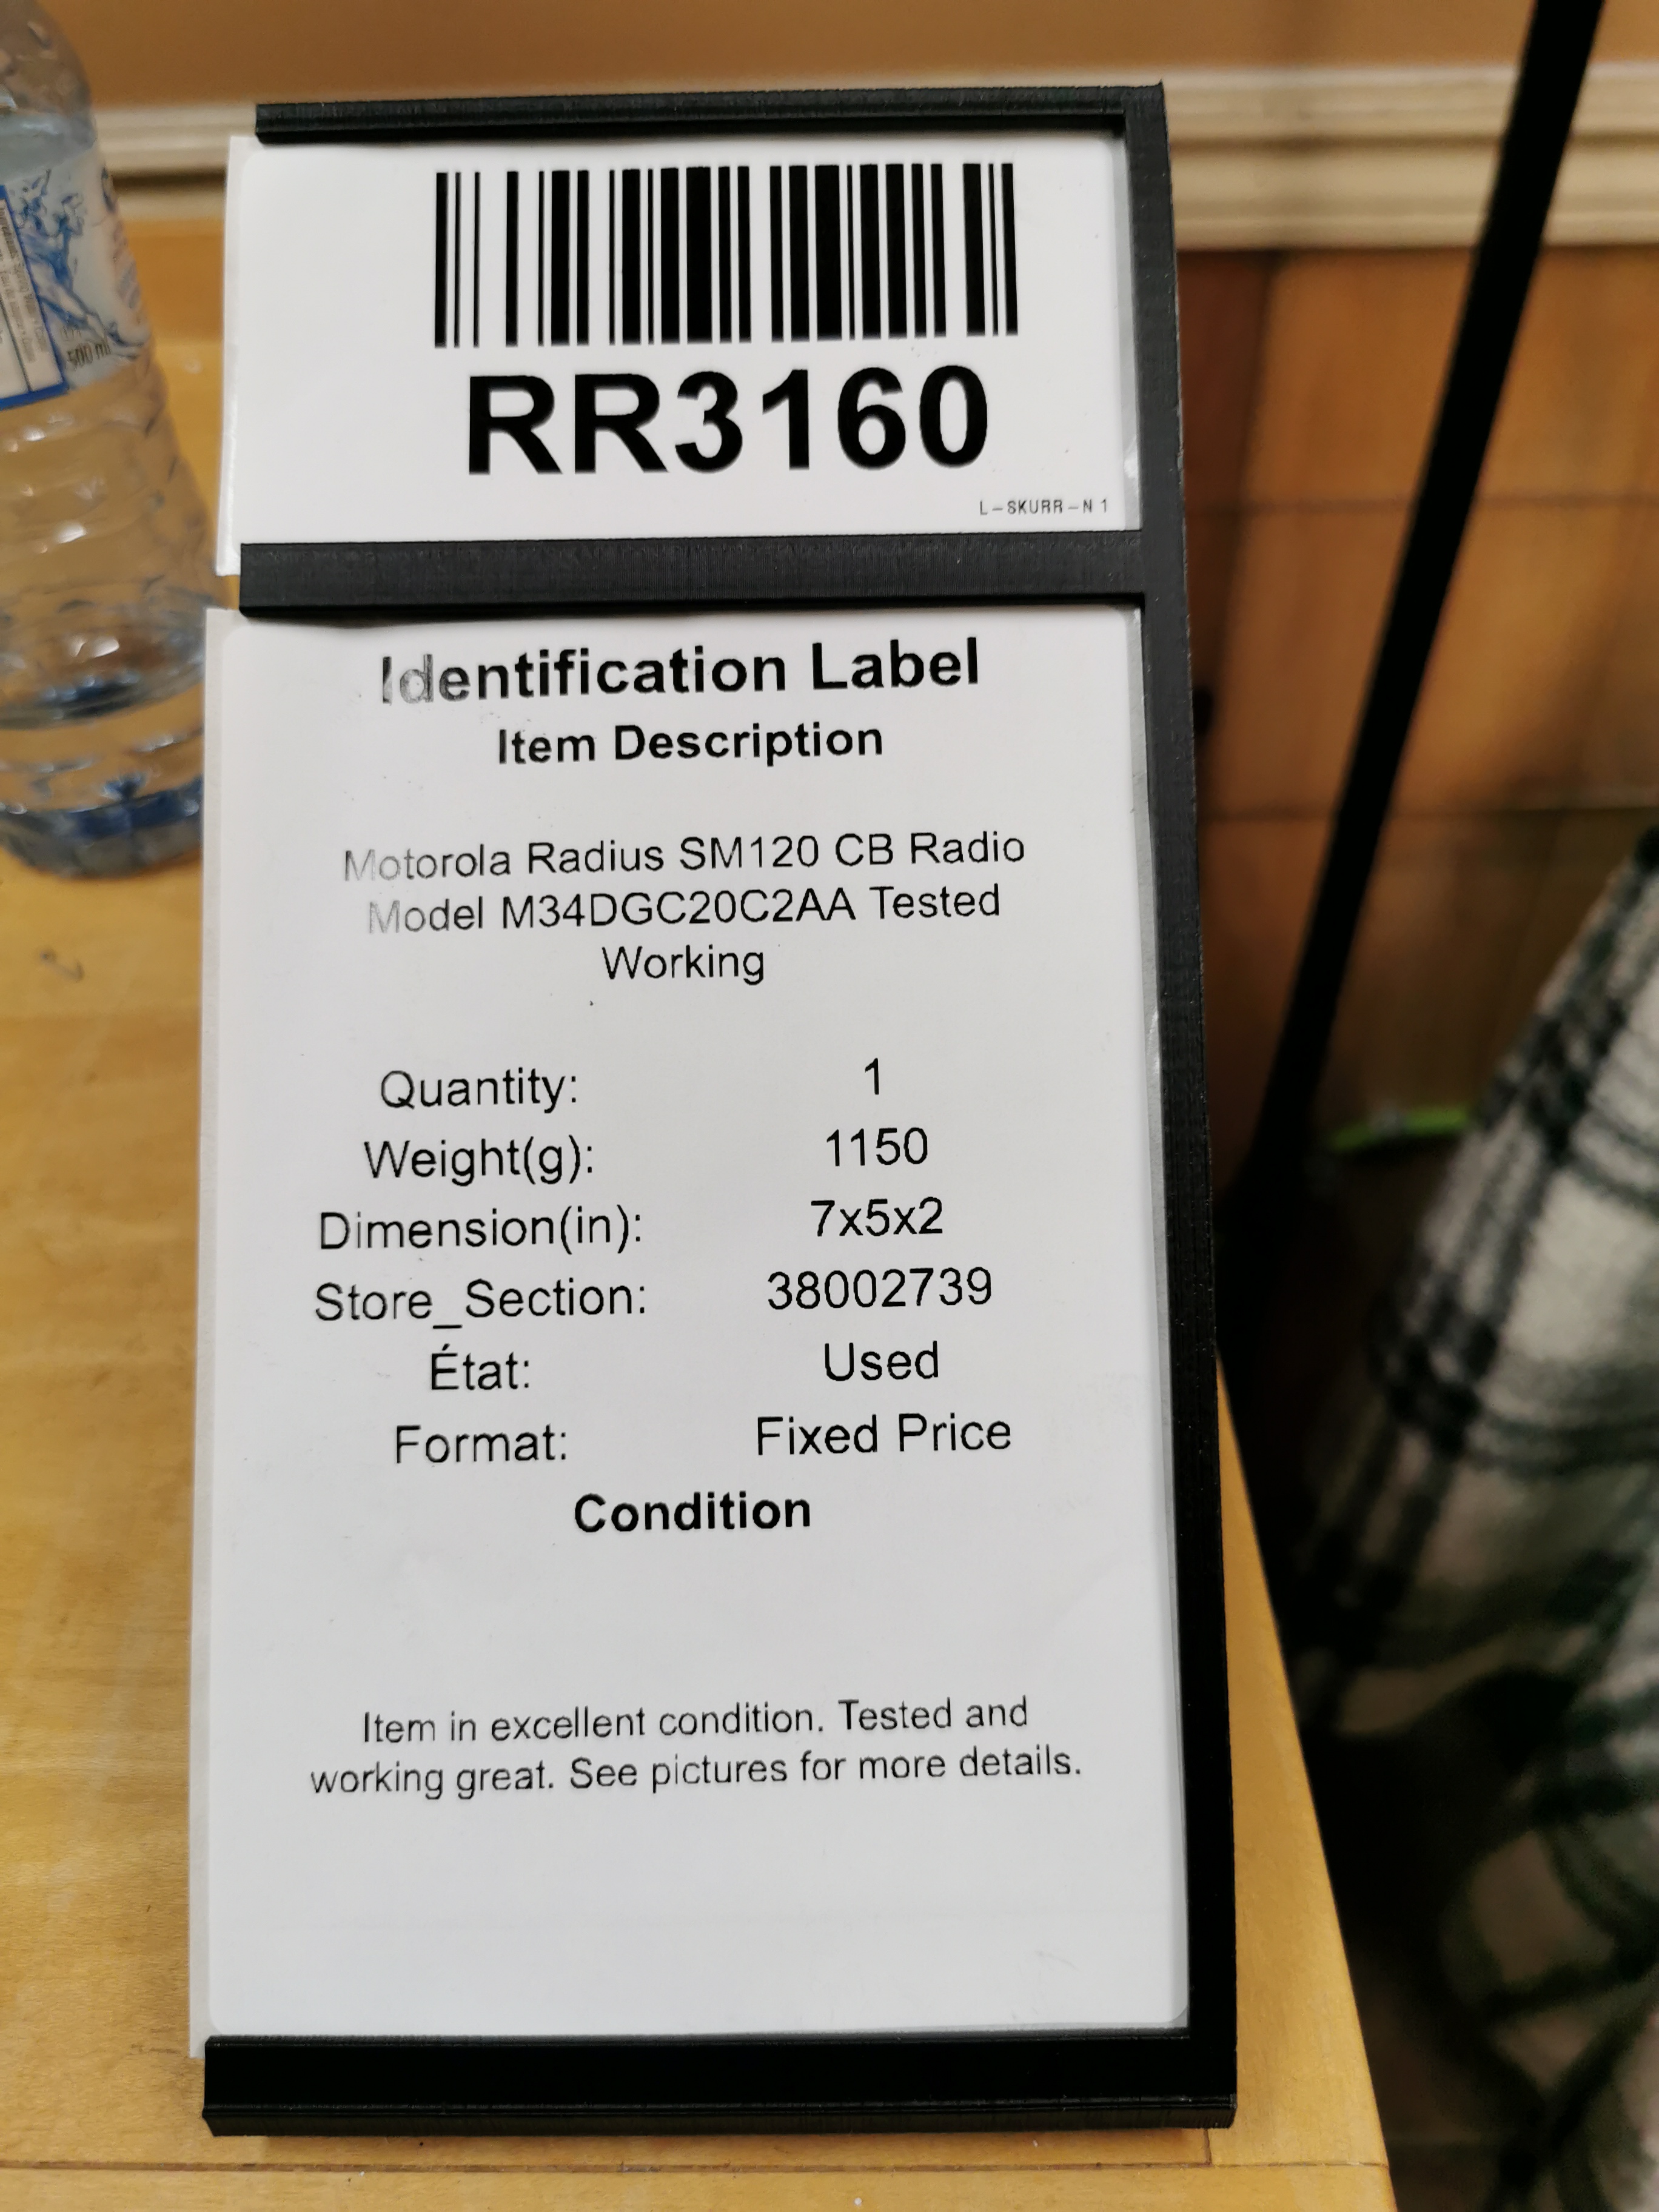 RR3160
L-SKURR-N 1
Identification Label
Item Description
Motorola Radius SM120 CB Radio
Model M34DGC20C2AA Tested
Working
Quantity: 1
Weight(g): 1150
Dimension(in): 7x5x2
Store_Section: 38002739
État: Used
Format: Fixed Price
Condition
Item in excellent condition. Tested and
working great. See pictures for more details.
500 ml